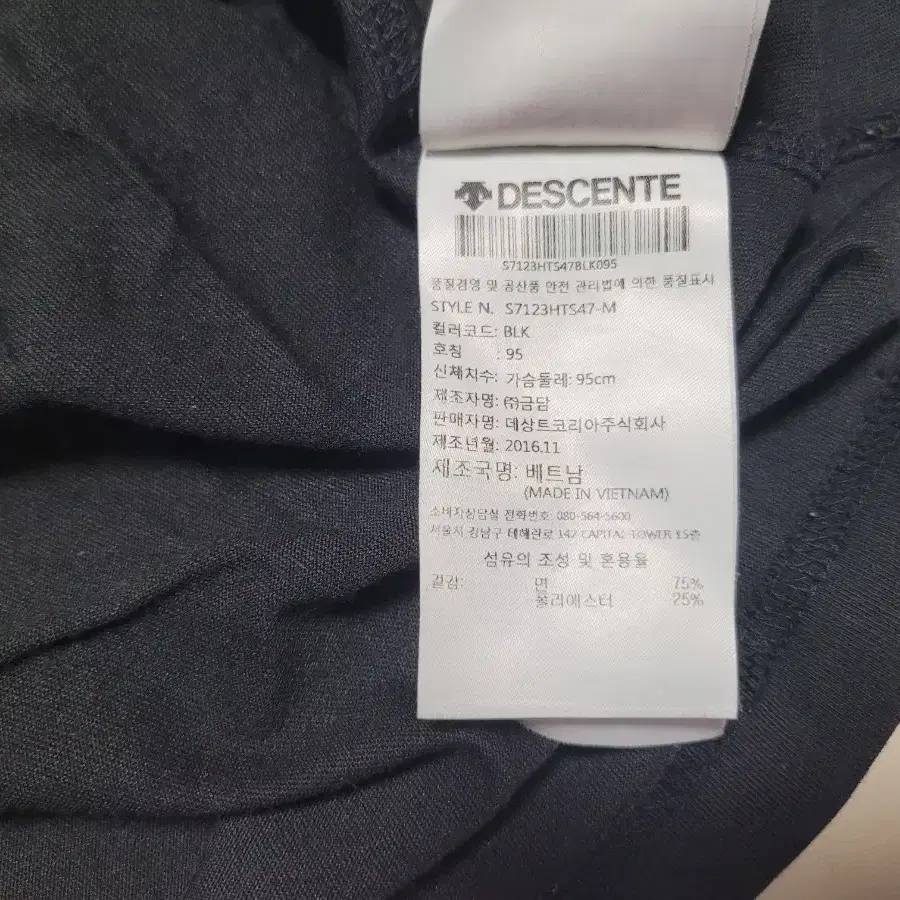 DESCENTE
S7123HTS47BLK095
품질경영 및 공산품 안전 관리법에 의한 품질표시
STYLE N. S7123HTS47-M
컬러코드: BLK
호칭 : 95
신체치수: 가슴둘레: 95cm
제조자명: ㈜금담
판매자명: 데상트코리아주식회사
제조년월: 2016.11
제조국명: 베트남
(MADE IN VIETNAM)
소비자상담실 전화번호: 080-564-5600
서울시 강남구 테헤란로 142 CAPITAL TOWER 15층
섬유의 조성 및 혼용율
겉감: 면 75%
폴리에스터 25%